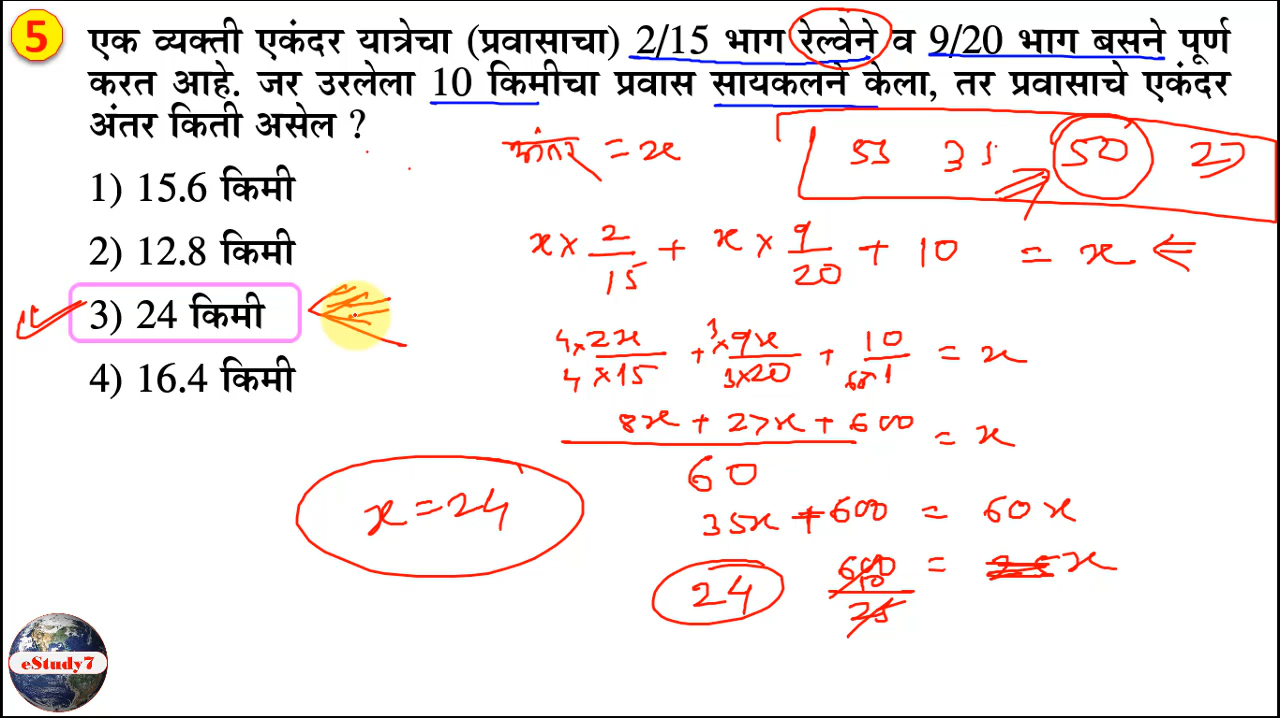 5
एक व्यक्ती एकंदर यात्रेचा (प्रवासाचा) 2/15 भाग रेल्वेने व 9/20 भाग बसने पूर्ण
करत आहे. जर उरलेला 10 किमीचा प्रवास सायकलने केला, तर प्रवासाचे एकंदर
अंतर किती असेल ?
अंतर = x
53 50
1) 15.6 किमी
2) 12.8 किमी
x × 2/15 + x × 9/20 + 10 = x
3) 24 किमी
4×2x/4×15 + 3×9x/3×20 + 10/60×1 = x
4) 16.4 किमी
8x + 27x + 600 / 60 = x
x = 24
35x + 600 = 60x
24 600/25 = x
eStudy7